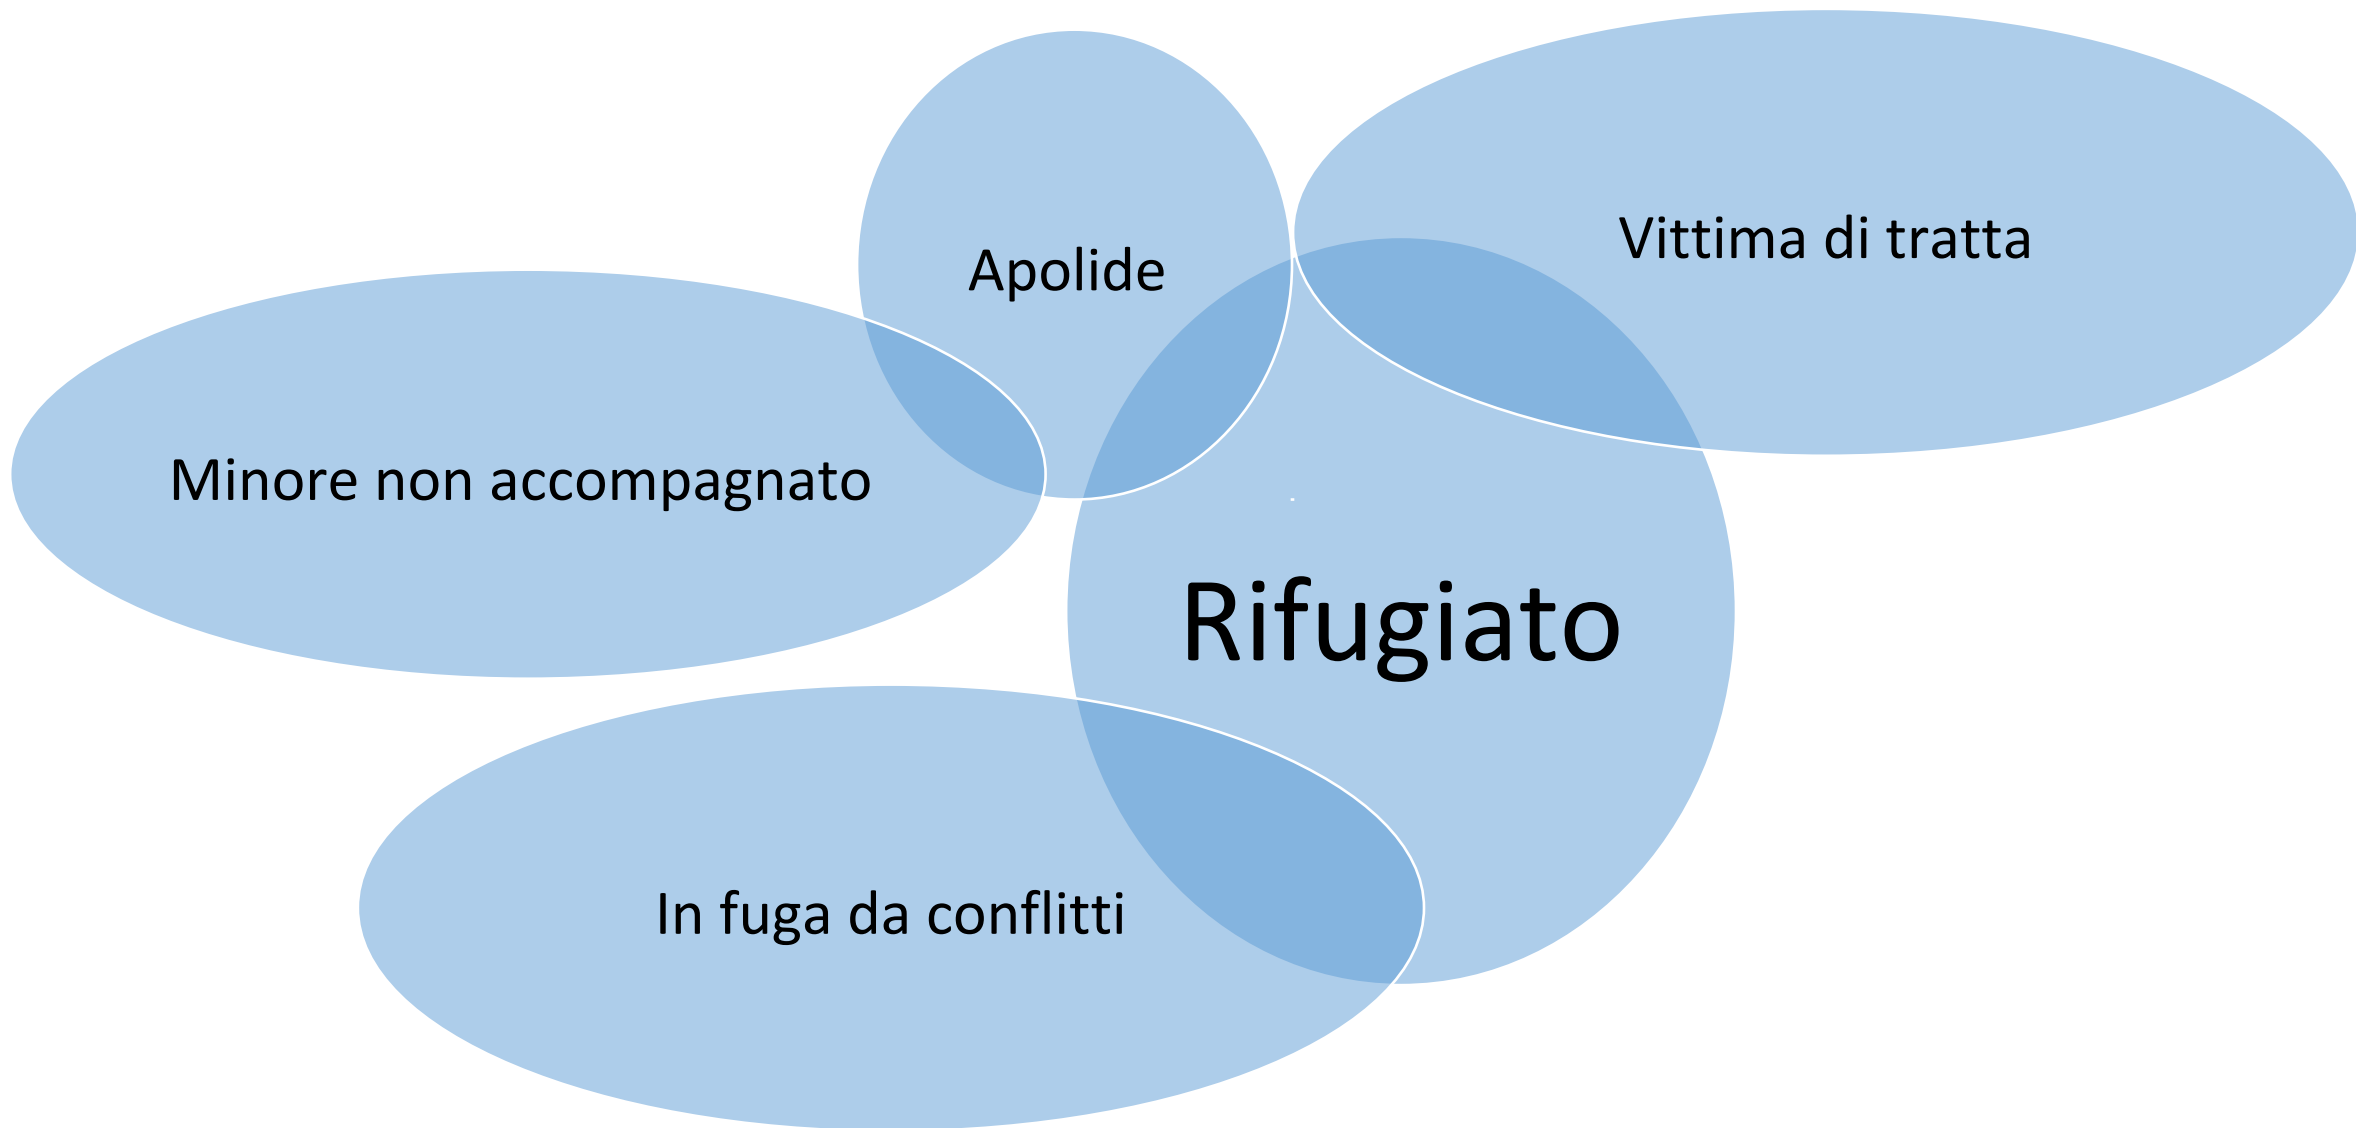 Vittima di tratta
Apolide
Minore non accompagnato
Rifugiato
In fuga da conflitti